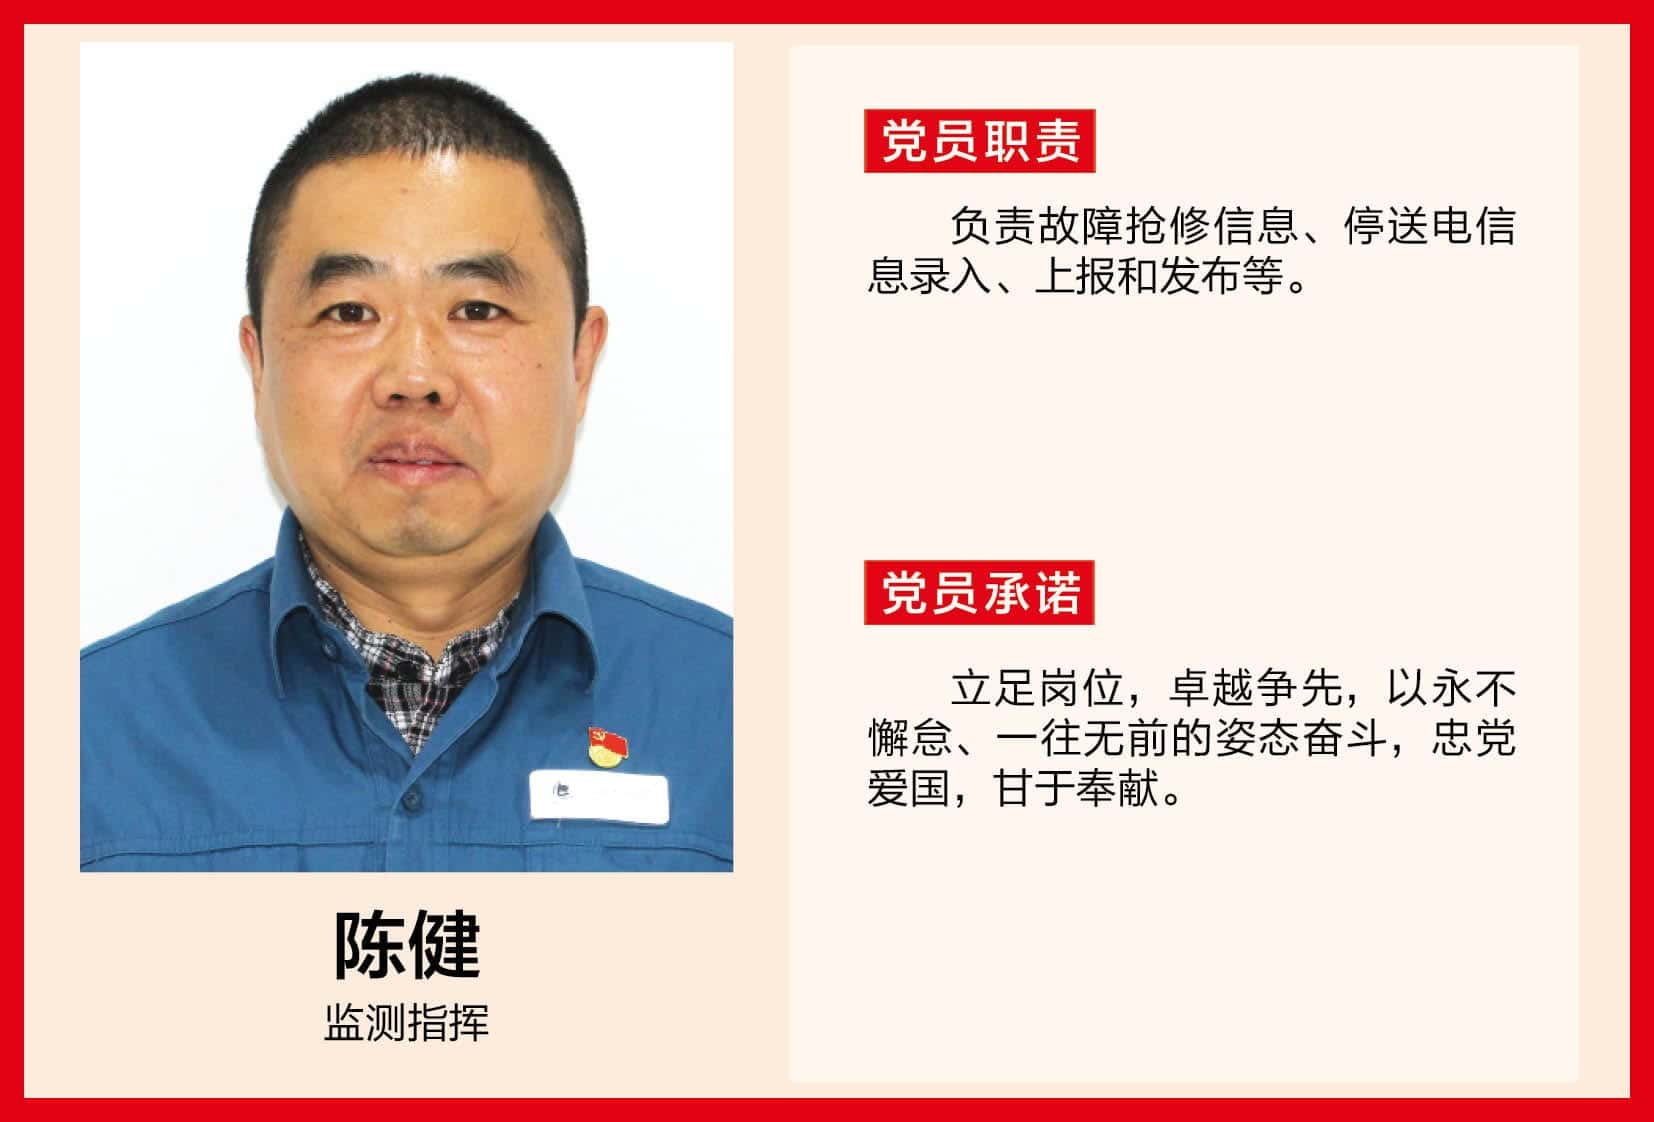 党员职责
负责故障抢修信息、停送电信
息录入、上报和发布等。
党员承诺
立足岗位，卓越争先，以永不
懈怠、一往无前的姿态奋斗，忠党
爱国，甘于奉献。
陈健
监测指挥